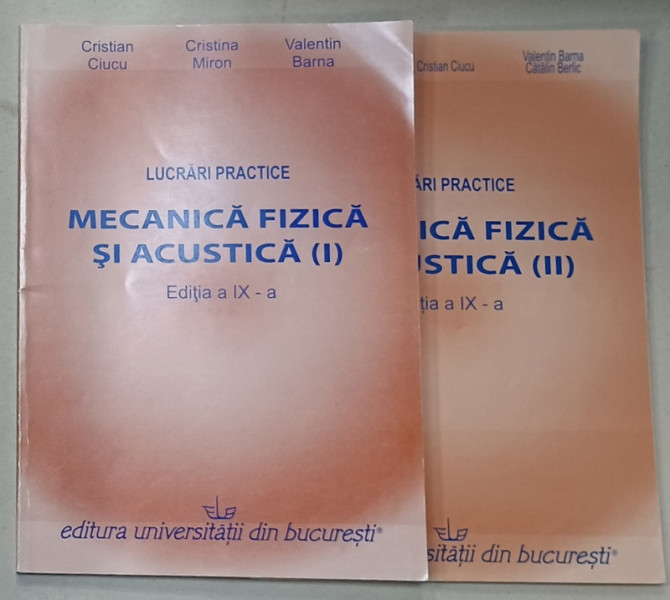 Cristian Ciucu
Cristina Miron
Valentin Barna
LUCRĂRI PRACTICE
MECANICĂ FIZICĂ
ŞI ACUSTICĂ (I)
Ediţia a IX - a
editura universităţii din bucureşti®
Cristian Ciucu
Valentin Barna
Cătălin Berlic
ĂRI PRACTICE
ICĂ FIZICĂ
USTICĂ (II)
ția a IX - a
sităţii din bucureşti®